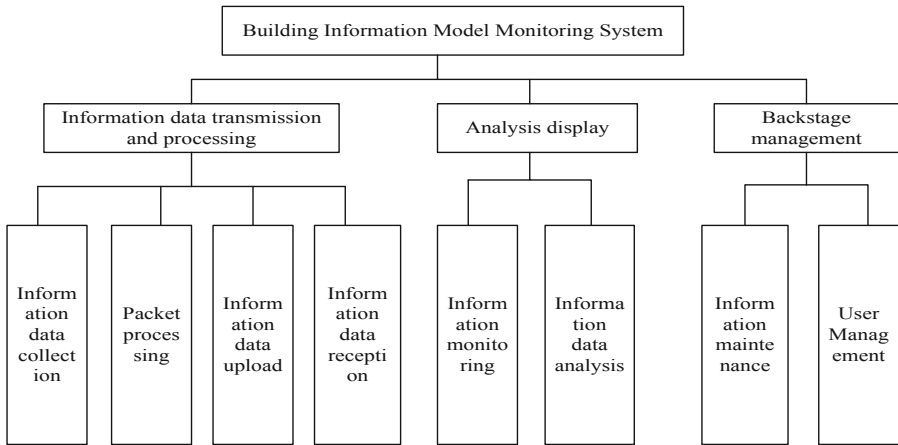 Building Information Model Monitoring System
Information data transmission
and processing
Analysis display
Backstage
management
Inform
ation
data
collect
ion
Packet
proces
sing
Inform
ation
data
upload
Inform
ation
data
recepti
on
Inform
ation
monito
ring
Informa
tion
data
analysis
Inform
ation
mainte
nance
User
Manag
ement